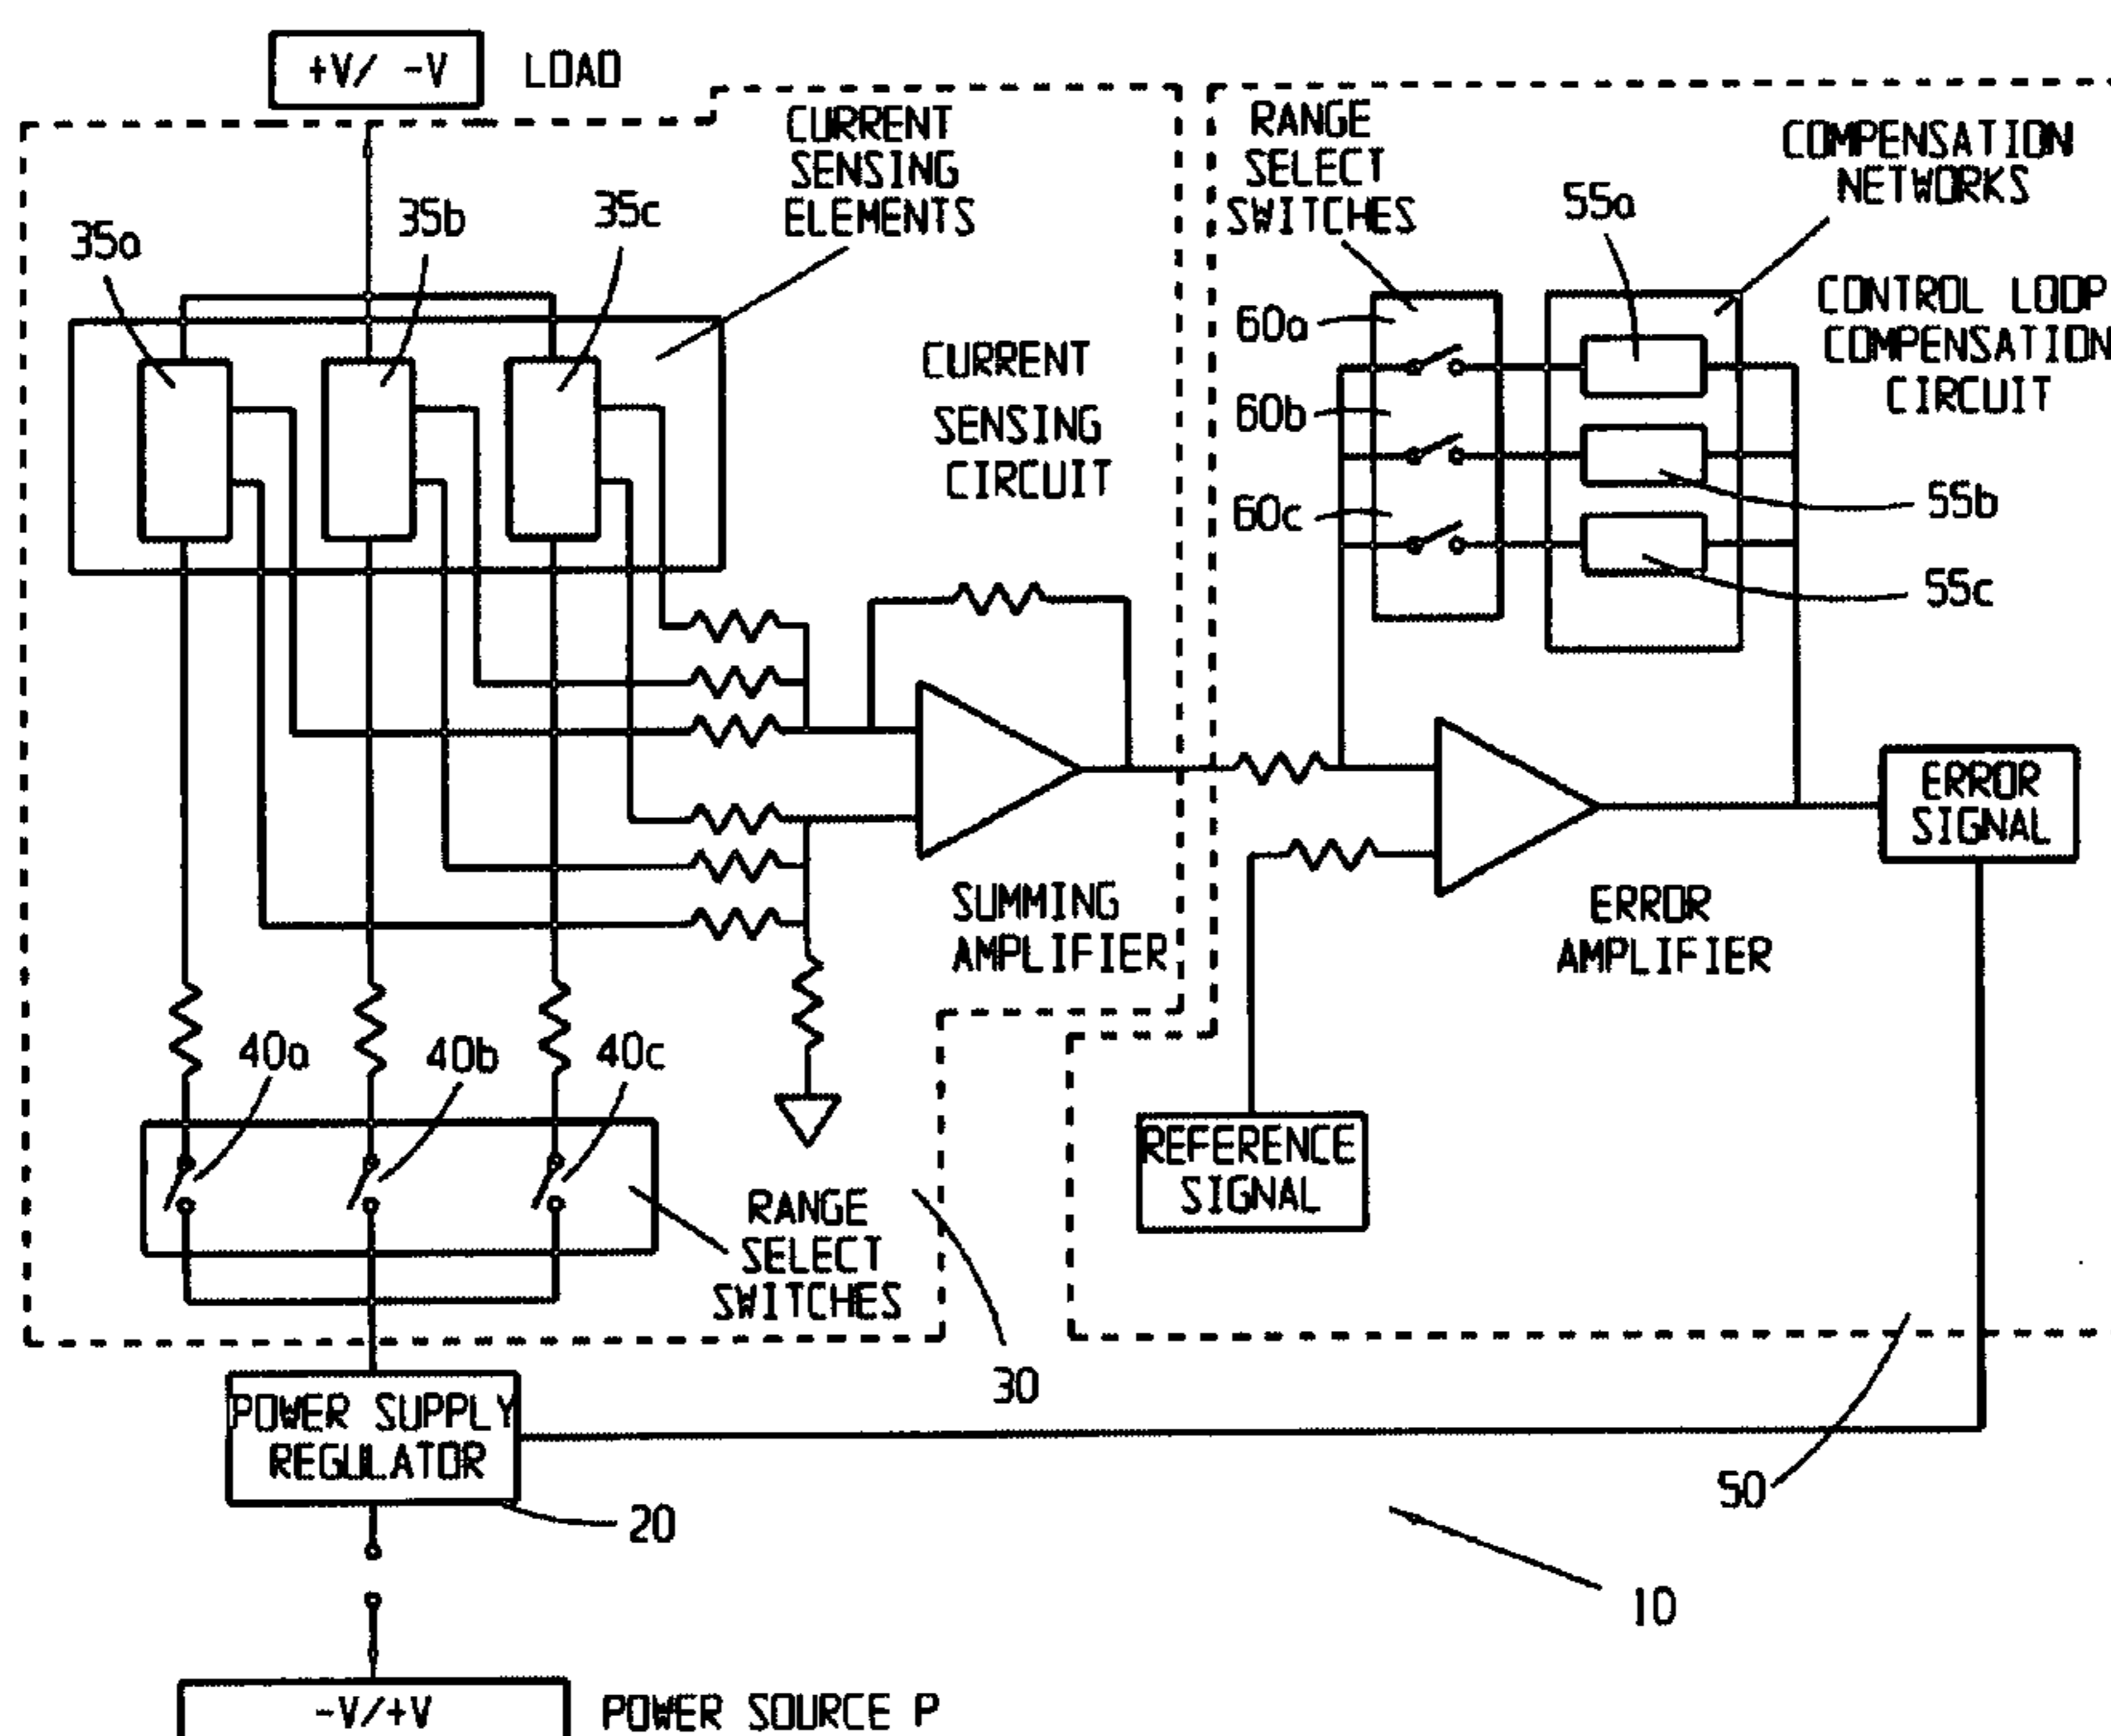 +V/ -V
LOAD
CURRENT
SENSING
ELEMENTS
35a
35b
35c
CURRENT
SENSING
CIRCUIT
RANGE
SELECT
SWITCHES
60a
60b
60c
55a
COMPENSATION
NETWORKS
CONTROL LOOP
COMPENSATION
CIRCUIT
55b
55c
SUMMING
AMPLIFIER
ERROR
AMPLIFIER
ERROR
SIGNAL
REFERENCE
SIGNAL
40a
40b
40c
RANGE
SELECT
SWITCHES
30
POWER SUPPLY
REGULATOR
20
50
10
-V/+V
POWER SOURCE P